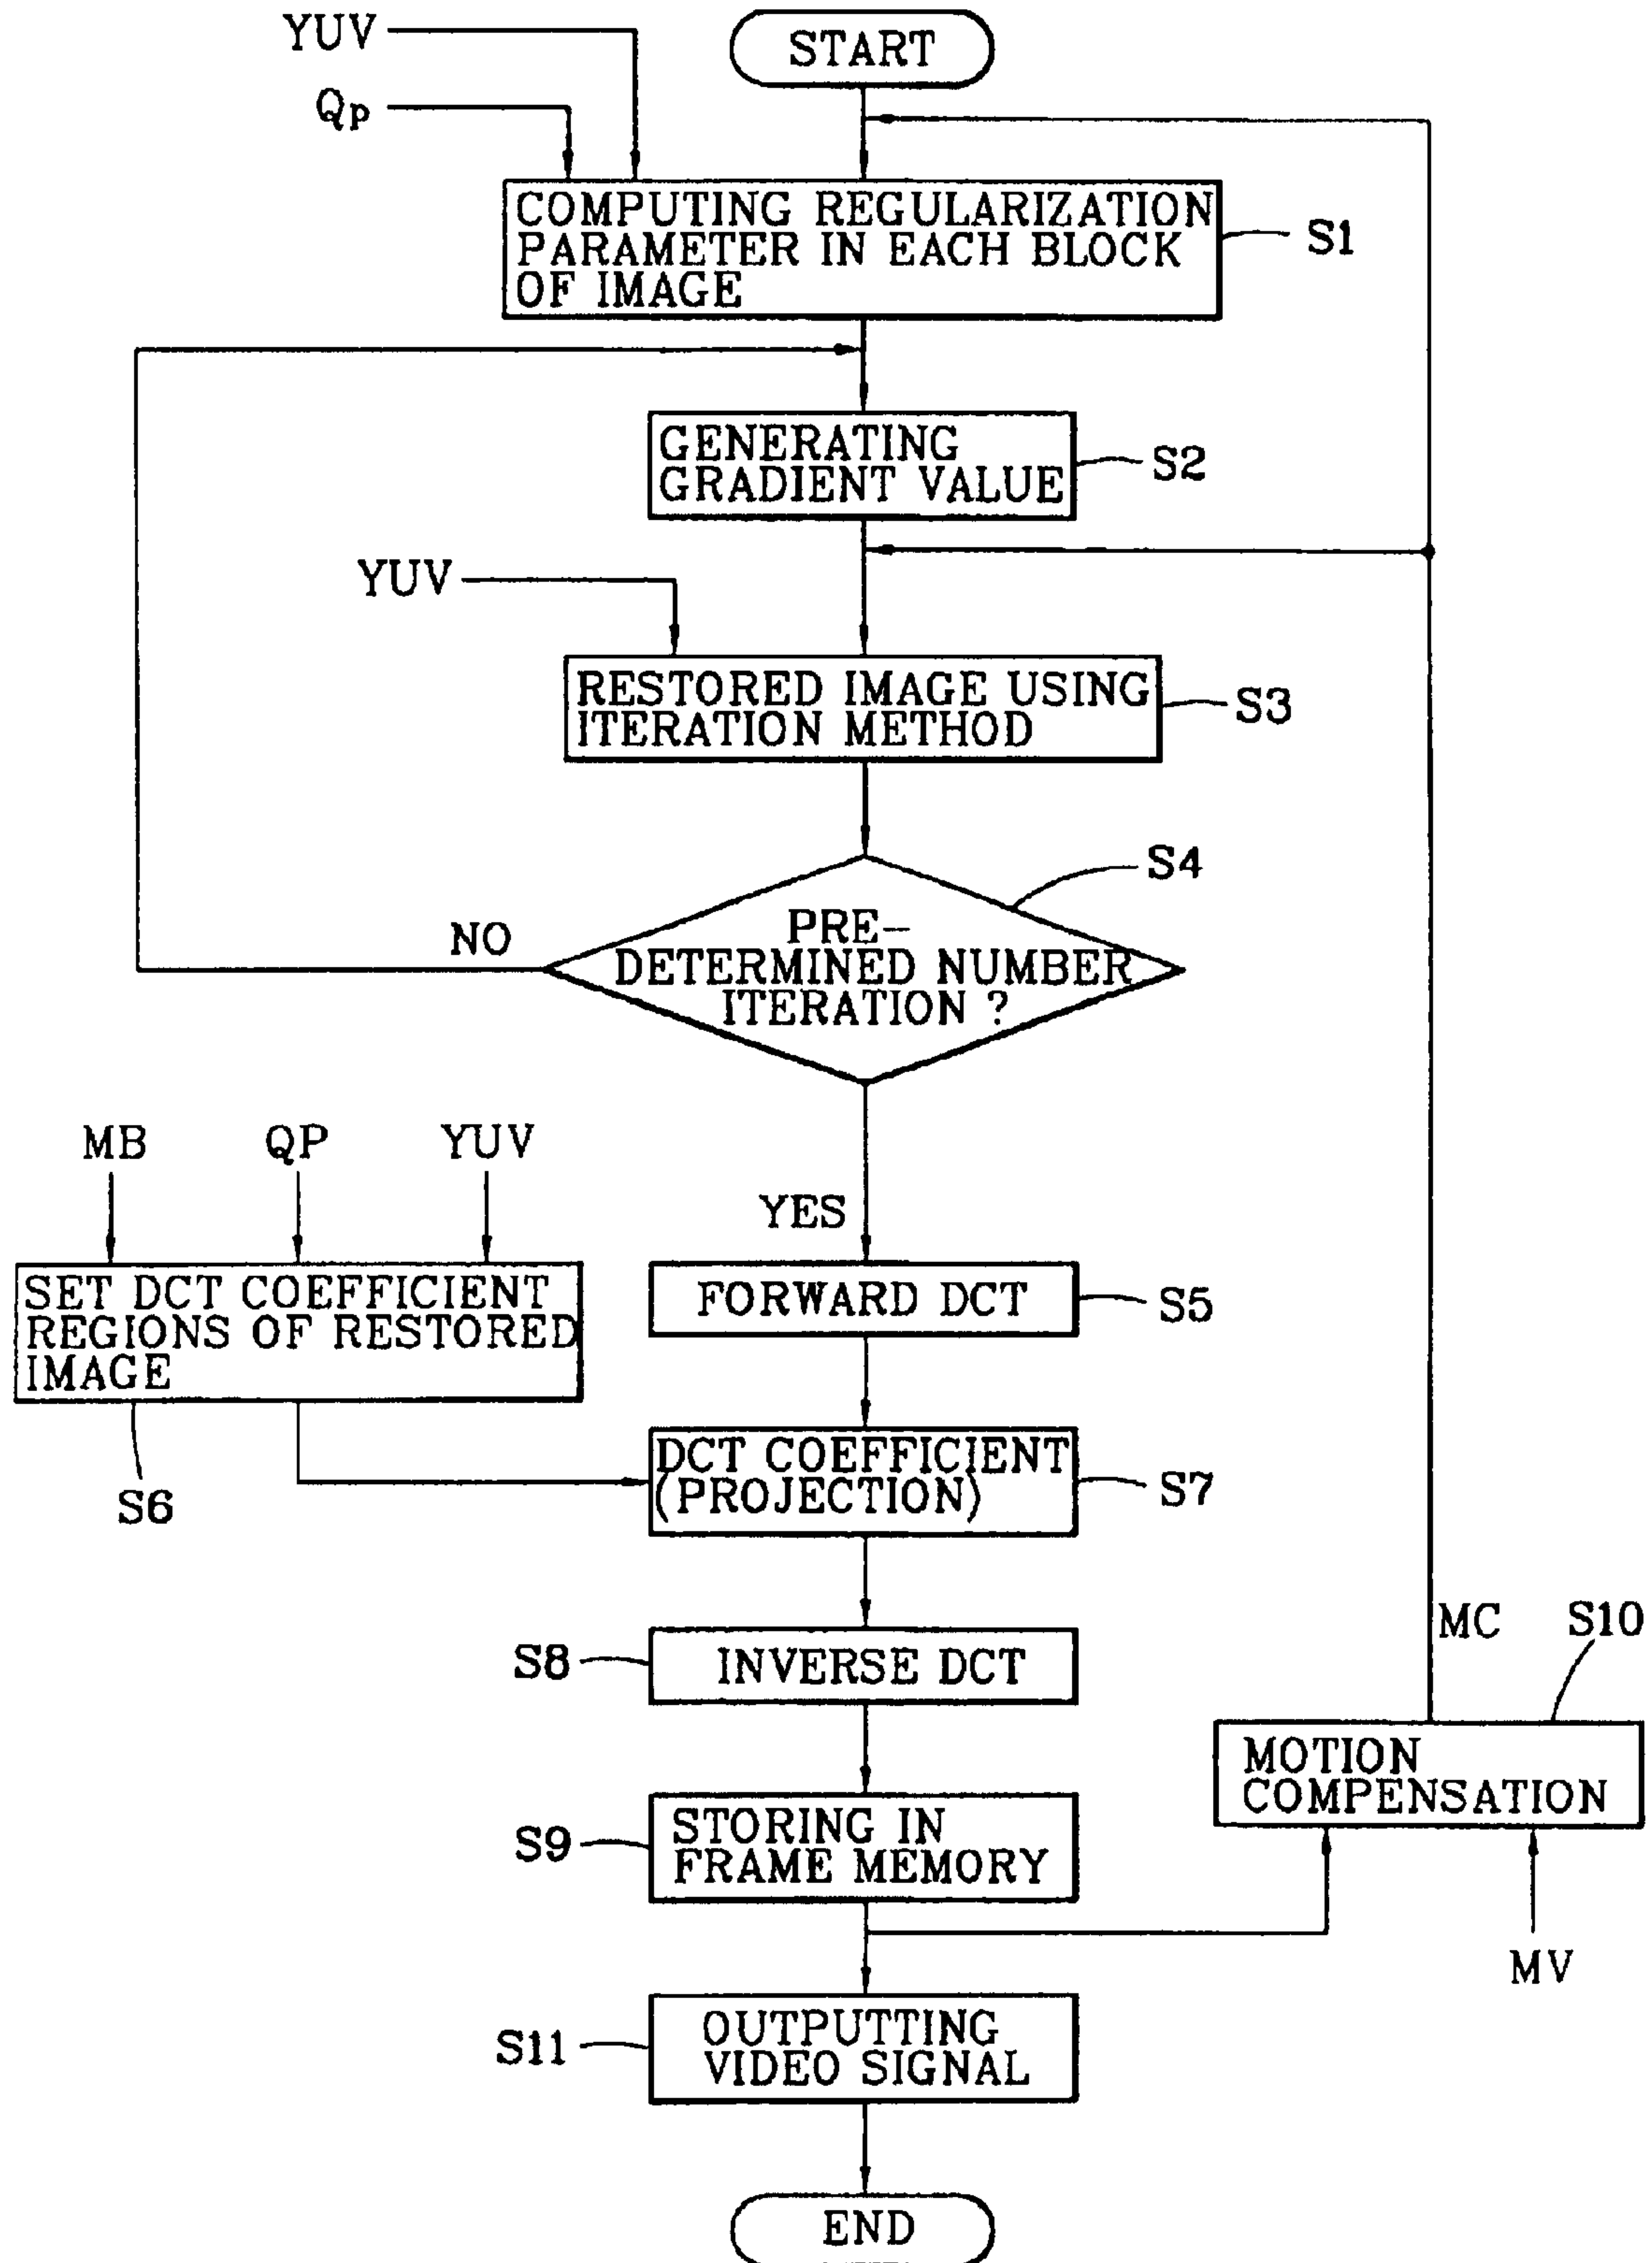 YUV
START
Qp
COMPUTING REGULARIZATION
PARAMETER IN EACH BLOCK
OF IMAGE
S1
GENERATING
GRADIENT VALUE
S2
YUV
RESTORED IMAGE USING
ITERATION METHOD
S3
S4
NO
PRE-
DETERMINED NUMBER
ITERATION ?
MB
QP
YUV
YES
SET DCT COEFFICIENT
REGIONS OF RESTORED
IMAGE
S6
FORWARD DCT
S5
DCT COEFFICIENT
(PROJECTION)
S7
S8
INVERSE DCT
MC
S10
MOTION
COMPENSATION
S9
STORING IN
FRAME MEMORY
MV
S11
OUTPUTTING
VIDEO SIGNAL
END